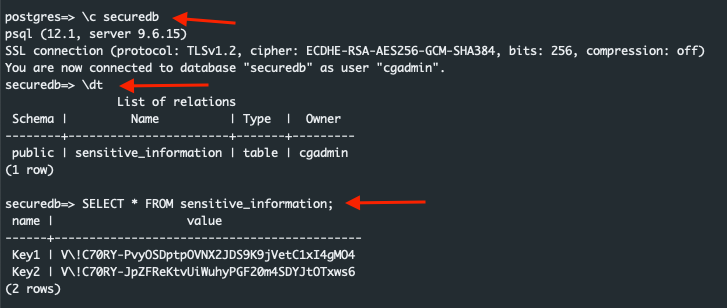 postgres=> \c securedb
psql (12.1, server 9.6.15)
SSL connection (protocol: TLSv1.2, cipher: ECDHE-RSA-AES256-GCM-SHA384, bits: 256, compression: off)
You are now connected to database "securedb" as user "cgadmin".
securedb=> \dt
List of relations
Schema | Name | Type | Owner
--------+-----------------------+-------+---------
public | sensitive_information | table | cgadmin
(1 row)
securedb=> SELECT * FROM sensitive_information;
name | value
------+------------------------------------------
Key1 | V\!C70RY-PvyOSDptpOVNX2JDS9K9jVetC1xI4gMO4
Key2 | V\!C70RY-JpZFReKtvUiWuhyPGF20m4SDYJtOTxws6
(2 rows)